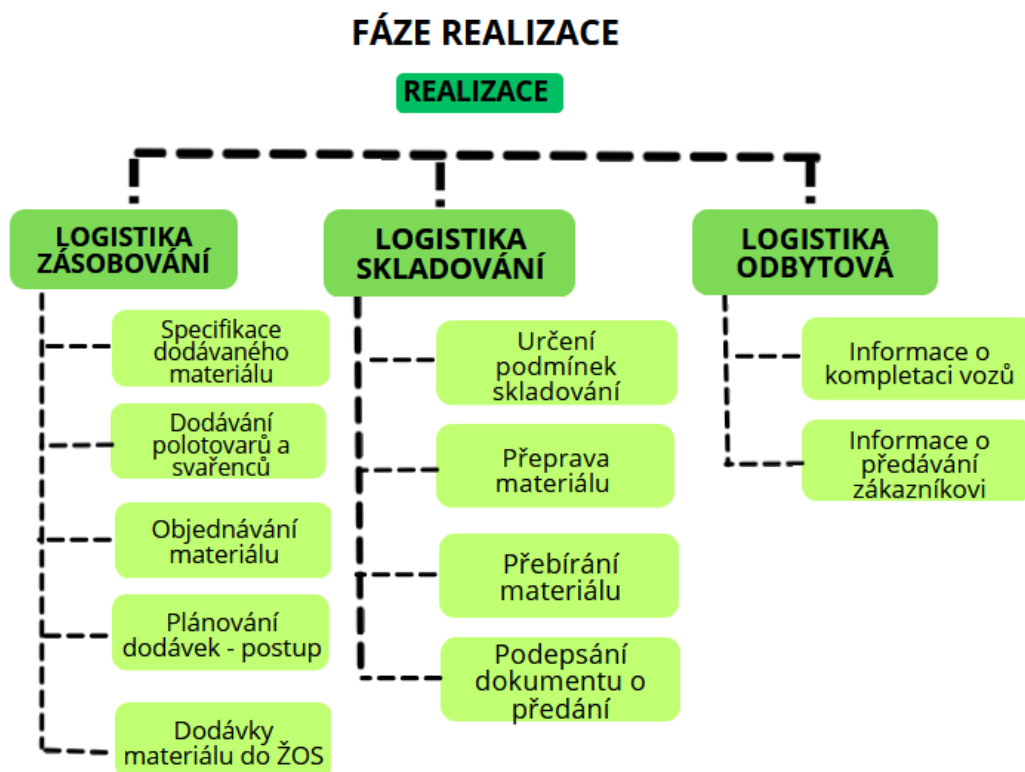 FÁZE REALIZACE
REALIZACE
LOGISTIKA
ZÁSOBOVÁNÍ
Specifikace
dodávaného
materiálu
Dodávání
polotovarů a
svařenců
Objednávání
materiálu
Plánování
dodávek - postup
Dodávky
materiálu do ŽOS
LOGISTIKA
SKLADOVÁNÍ
Určení
podmínek
skladování
Přeprava
materiálu
Přebírání
materiálu
Podepsání
dokumentu o
předání
LOGISTIKA
ODBYTOVÁ
Informace o
kompletaci vozů
Informace o
předávání
zákazníkovi